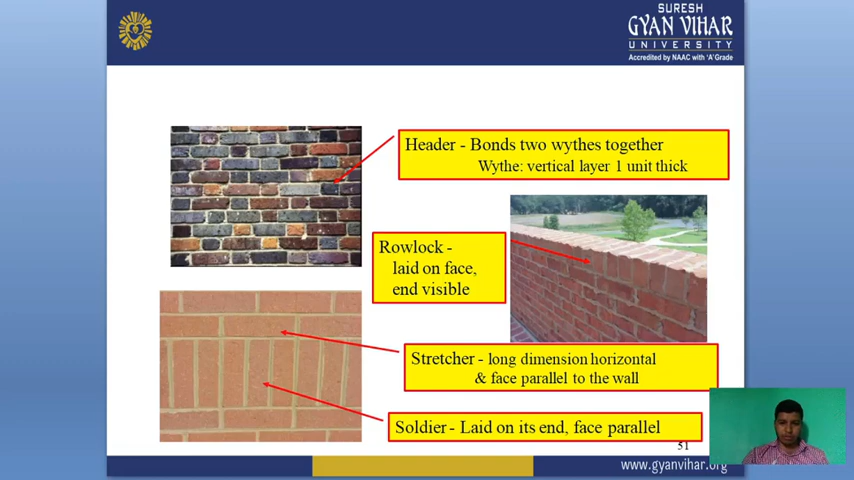 SURESH
GYAN VIHAR
UNIVERSITY
Accredited by NAAC with 'A' Grade
Header - Bonds two wythes together
Wythe: vertical layer 1 unit thick
Rowlock -
laid on face,
end visible
Stretcher - long dimension horizontal
& face parallel to the wall
Soldier - Laid on its end, face parallel
51
www.gyanvihar.org